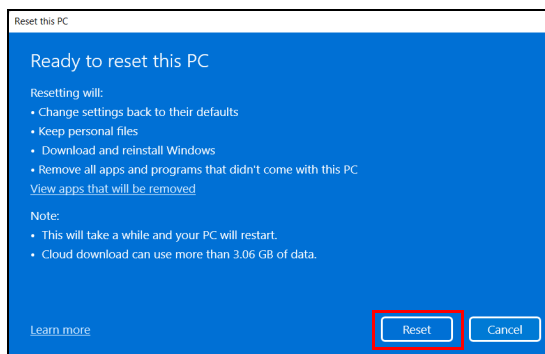 Reset this PC
Ready to reset this PC
Resetting will:
• Change settings back to their defaults
• Keep personal files
• Download and reinstall Windows
• Remove all apps and programs that didn't come with this PC
View apps that will be removed
Note:
• This will take a while and your PC will restart.
• Cloud download can use more than 3.06 GB of data.
Learn more
Reset
Cancel